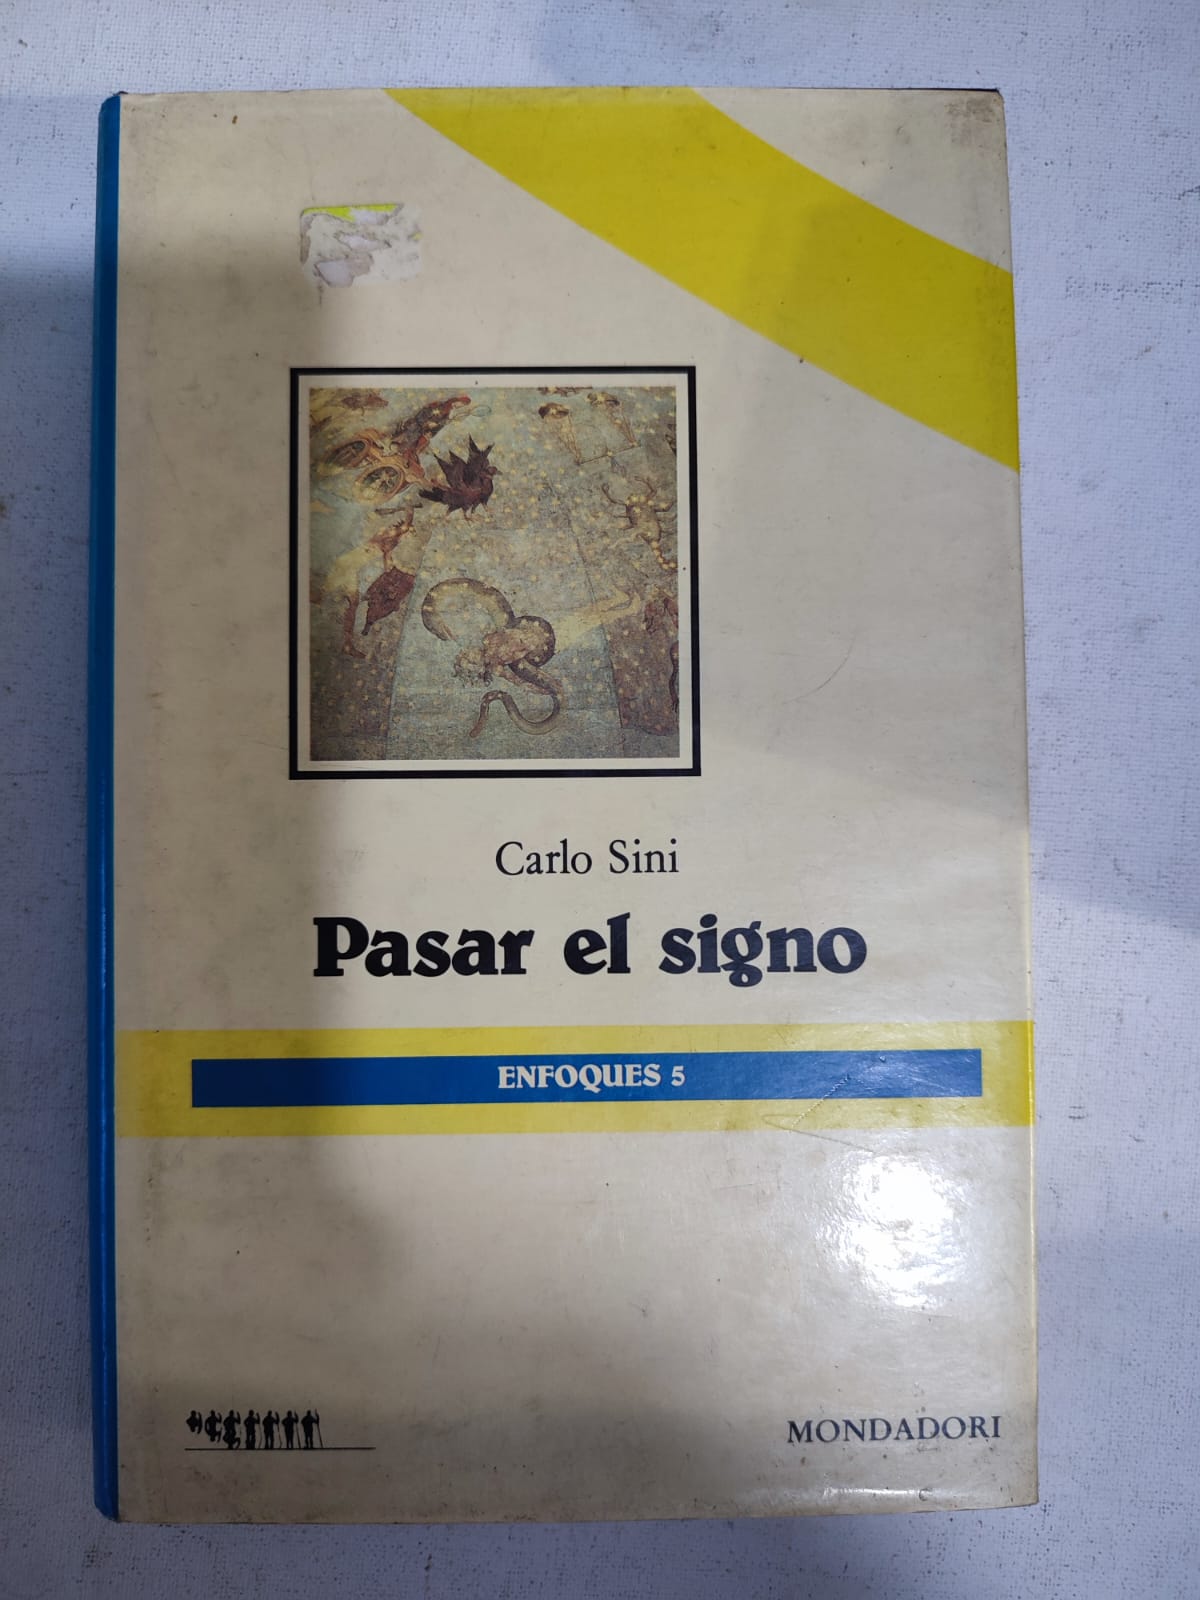 Carlo Sini
Pasar el signo
ENFOQUES 5
MONDADORI